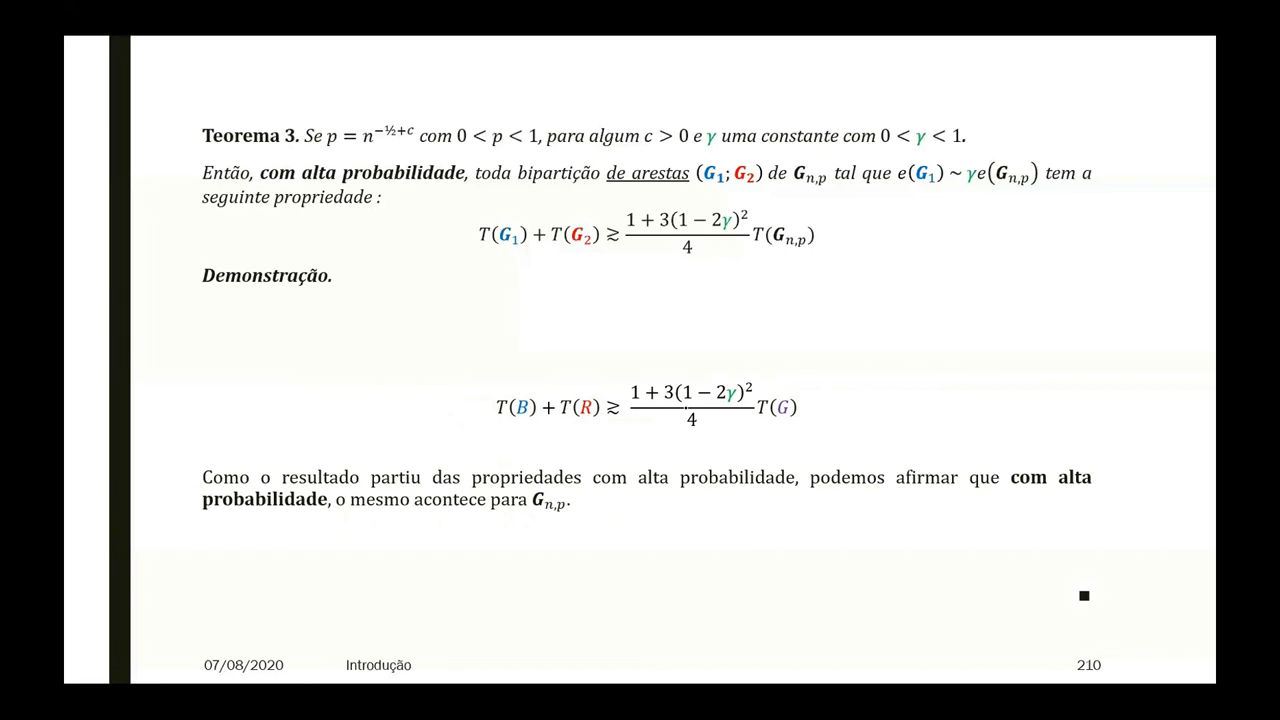 Teorema 3. Se p = n^{−½+c} com 0 < p < 1, para algum c > 0 e γ uma constante com 0 < γ < 1.
Então, com alta probabilidade, toda bipartição de arestas (G₁; G₂) de G_{n,p} tal que e(G₁) ~ γe(G_{n,p}) tem a
seguinte propriedade :
T(G₁) + T(G₂) ≳ \frac{1 + 3(1 − 2γ)²}{4} T(G_{n,p})
Demonstração.
T(B) + T(R) ≳ \frac{1 + 3(1 − 2γ)²}{4} T(G)
Como o resultado partiu das propriedades com alta probabilidade, podemos afirmar que com alta
probabilidade, o mesmo acontece para G_{n,p}.
■
07/08/2020 Introdução 210